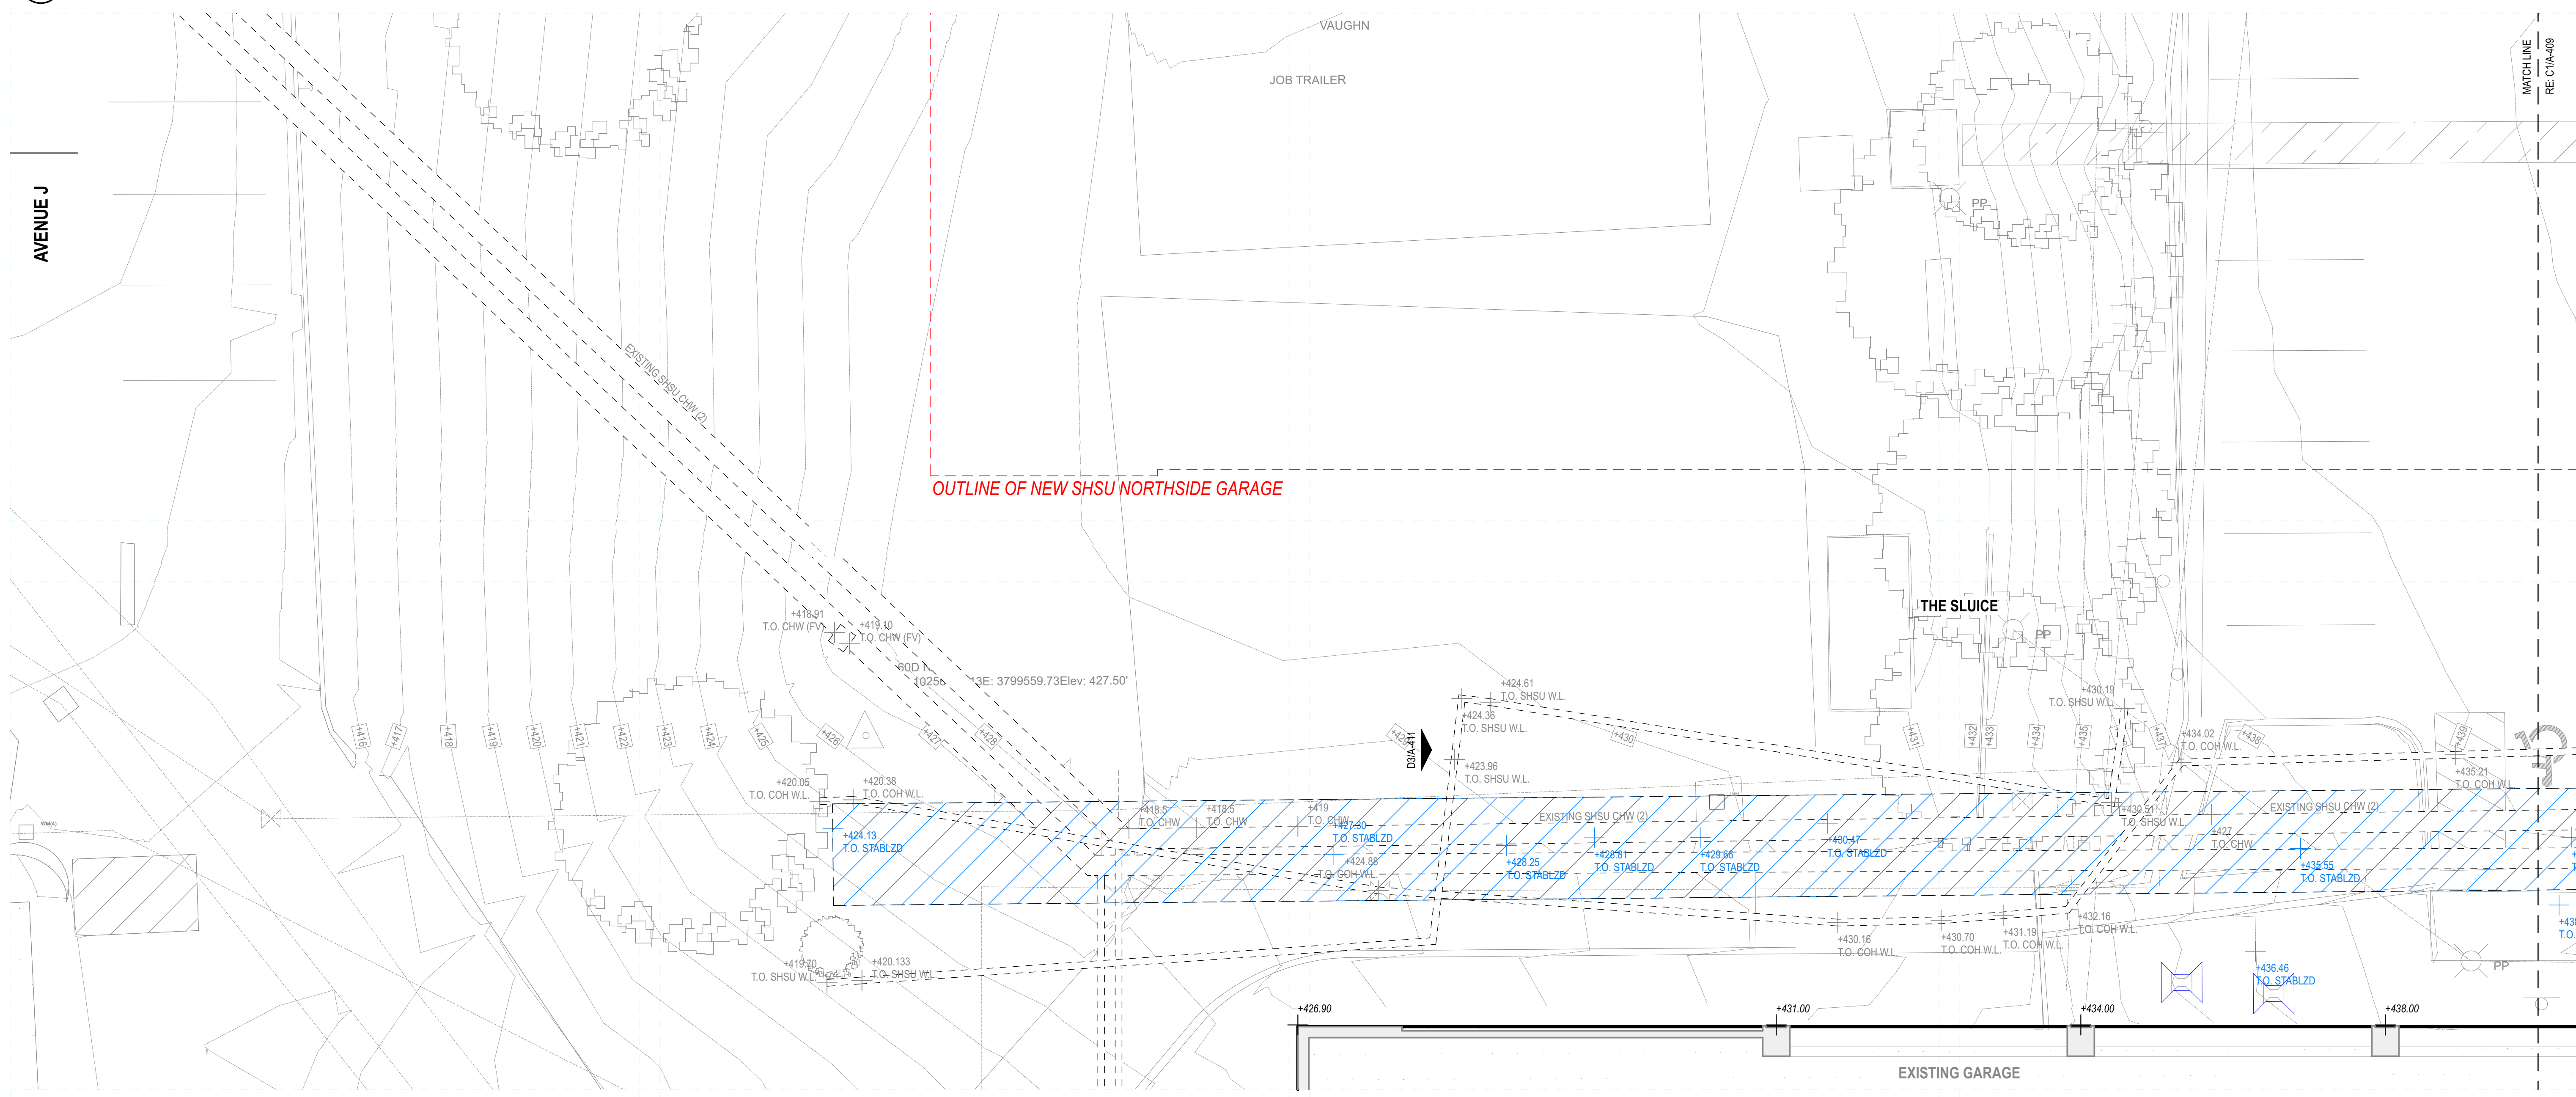 VAUGHN
JOB TRAILER
MATCH LINE
RE: C1/A-409
AVENUE J
PP
EXISTING SHSU CHW (2)
OUTLINE OF NEW SHSU NORTHSIDE GARAGE
THE SLUICE
PP
+418.91
T.O. CHW (FV)
+419.10
T.O. CHW (FV)
60D
3E: 3799559.73Elev: 427.50'
+424.61
T.O. SHSU W.L.
+424.36
T.O. SHSU W.L.
+430.19
T.O. SHSU W.L.
+416
+417
+418
+419
+420
+421
+422
+423
+424
+425
+426
+427
+428
+430
+431
+432
+433
+434
+435
+437
+438
+439
D3/A-411
+434.02
T.O. COH W.L.
+423.96
T.O. SHSU W.L.
+435.21
T.O. COH W.L.
+420.05
T.O. COH W.L.
+420.38
T.O. COH W.L.
+418.5
T.O. CHW
+418.5
T.O. CHW
+419
T.O. CHW
EXISTING SHSU CHW (2)
EXISTING SHSU CHW (2)
+430.51
T.O. SHSU W.L.
+427
T.O. CHW
+424.13
T.O. STABLZD
+427.30
T.O. STABLZD
+424.88
T.O. COH W.L.
+428.25
T.O. STABLZD
+428.81
T.O. STABLZD
+429.66
T.O. STABLZD
+430.47
T.O. STABLZD
+435.55
T.O. STABLZD
+432.16
T.O. COH W.L.
+430.16
T.O. COH W.L.
+430.70
T.O. COH W.L.
+431.19
T.O. COH W.L.
+419.70
T.O. SHSU W.L.
+420.133
T.O. SHSU W.L.
+436.46
T.O. STABLZD
PP
+426.90
+431.00
+434.00
+438.00
EXISTING GARAGE